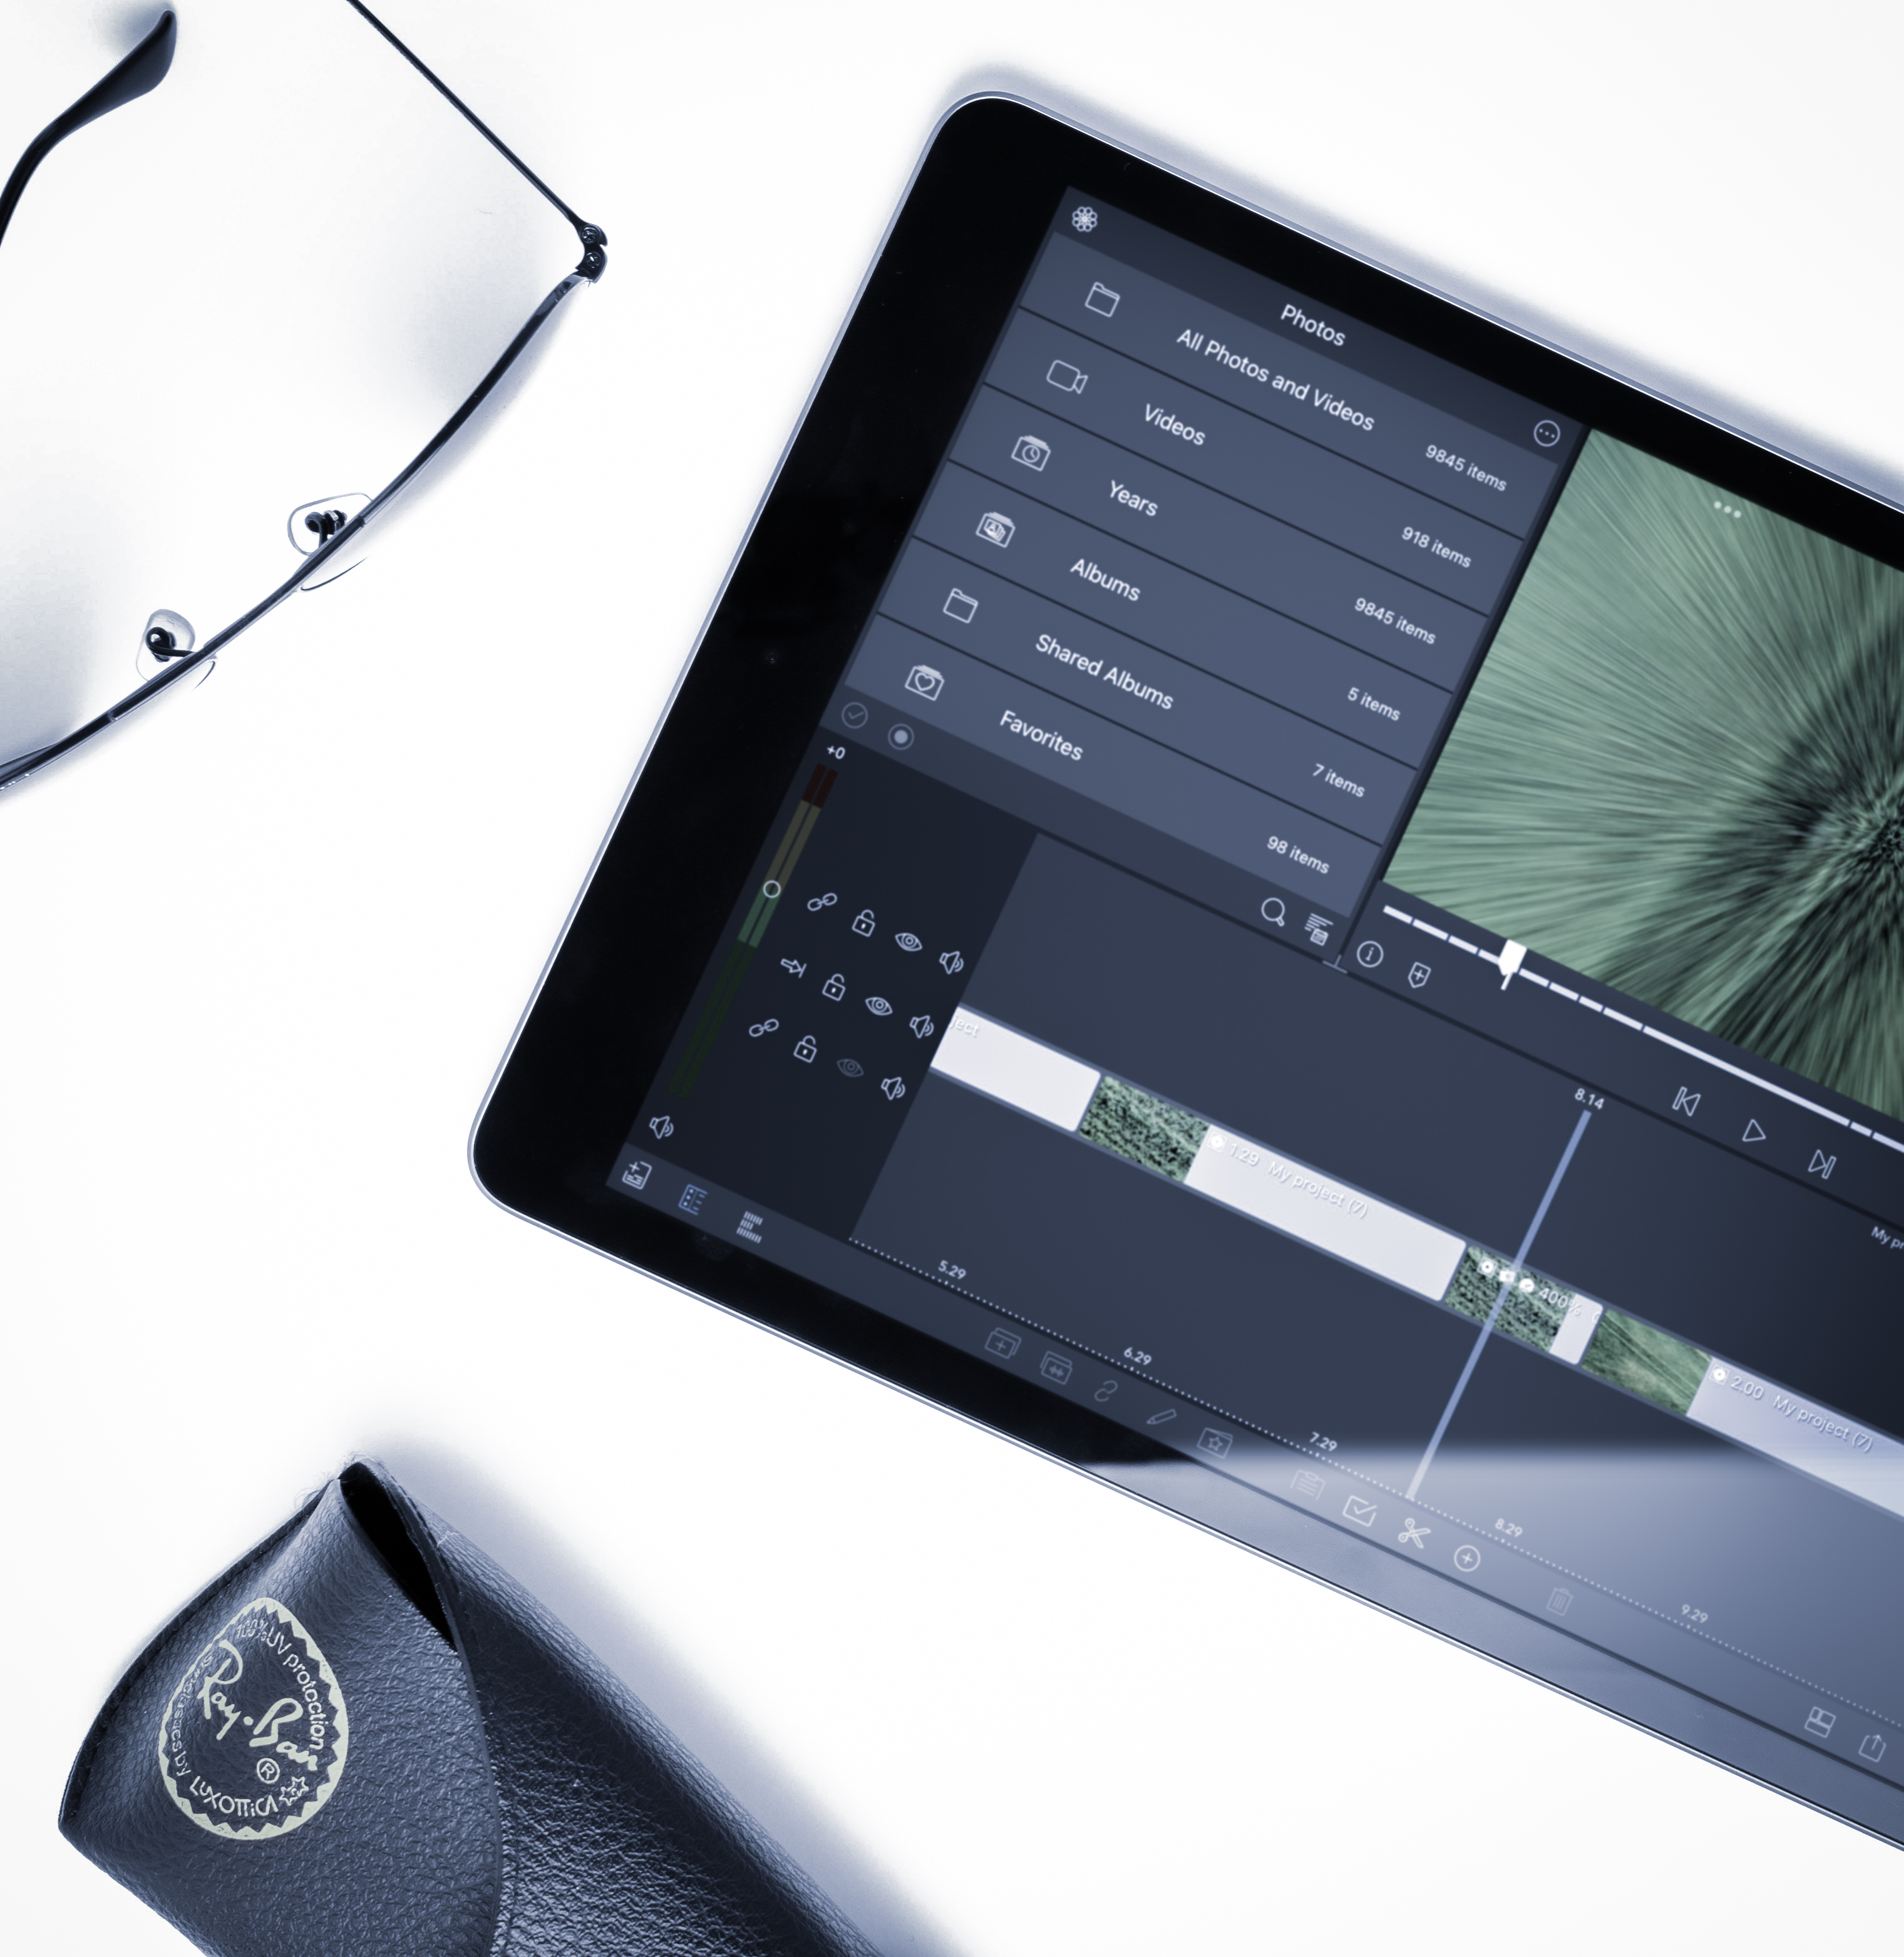 Photos
All Photos and Videos
9845 items
Videos
918 items
Years
9845 items
Albums
5 items
Shared Albums
7 items
Favorites
98 items
+0
8.14
ject
1.29 My project (7)
400%
2.00 My project (7)
My pr
5.29
6.29
7.29
8.29
9.29
100% UV protection
Ray-Ban
®
by LUXOTTICA